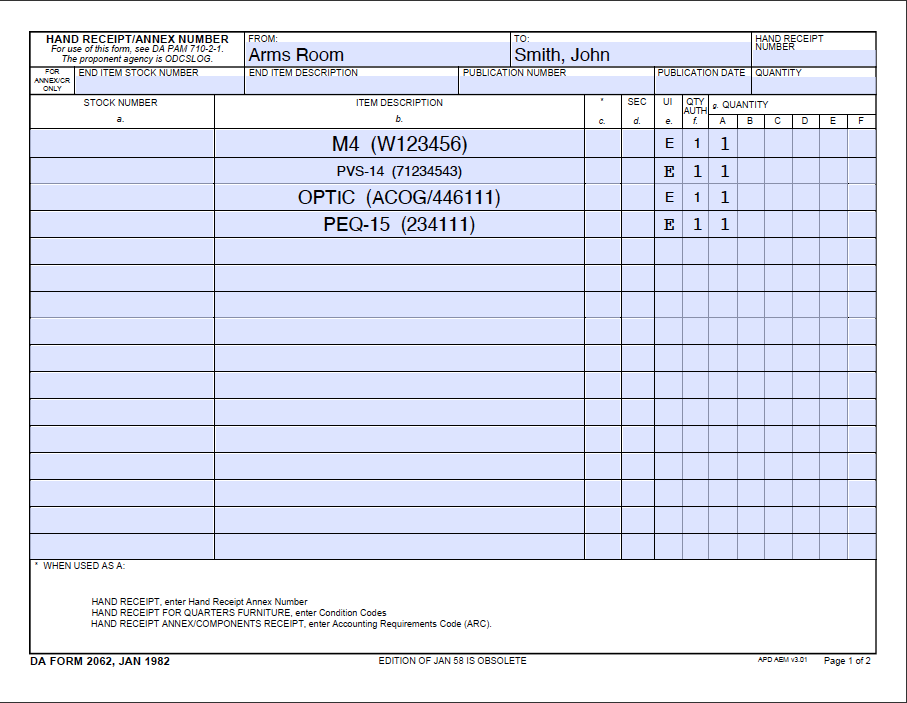 HAND RECEIPT/ANNEX NUMBER
For use of this form, see DA PAM 710-2-1.
The proponent agency is ODCSLOG.
FROM:
Arms Room
TO:
Smith, John
HAND RECEIPT
NUMBER
FOR
ANNEX/CR
ONLY
END ITEM STOCK NUMBER
END ITEM DESCRIPTION
PUBLICATION NUMBER
PUBLICATION DATE
QUANTITY
STOCK NUMBER
a.
ITEM DESCRIPTION
b.
*
c.
SEC
d.
UI
e.
QTY
AUTH
f.
g. QUANTITY
A B C D E F
M4 (W123456) E 1 1
PVS-14 (71234543) E 1 1
OPTIC (ACOG/446111) E 1 1
PEQ-15 (234111) E 1 1
* WHEN USED AS A:
HAND RECEIPT, enter Hand Receipt Annex Number
HAND RECEIPT FOR QUARTERS FURNITURE, enter Condition Codes
HAND RECEIPT ANNEX/COMPONENTS RECEIPT, enter Accounting Requirements Code (ARC).
DA FORM 2062, JAN 1982 EDITION OF JAN 58 IS OBSOLETE APD AEM v3.01 Page 1 of 2